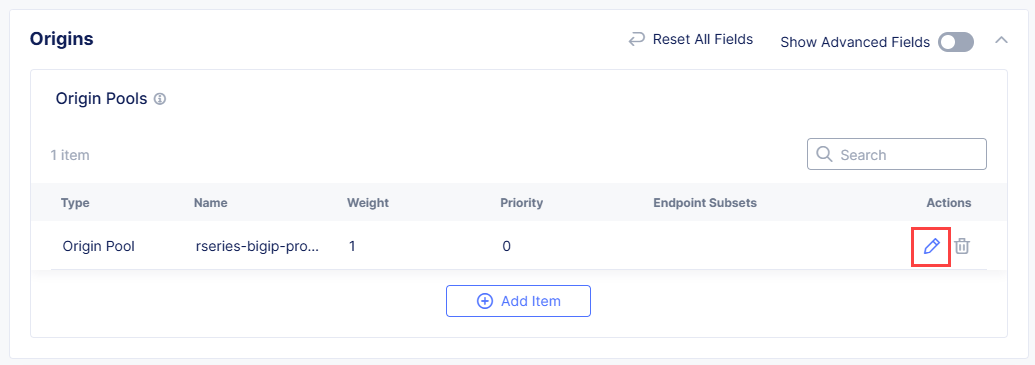 Origins
Reset All Fields
Show Advanced Fields
Origin Pools
1 item
Search
Type Name Weight Priority Endpoint Subsets Actions
Origin Pool rseries-bigip-pro... 1 0
Add Item